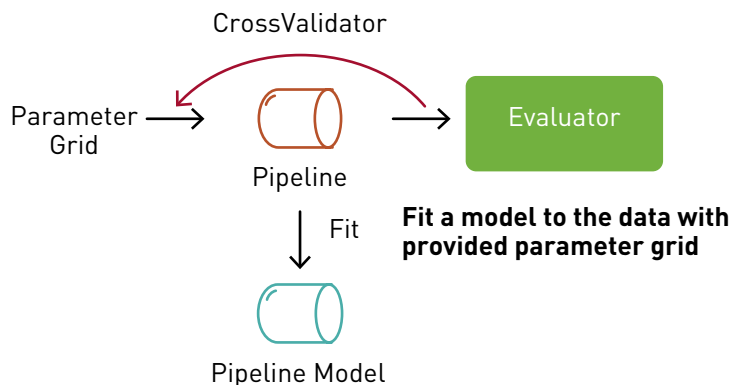 CrossValidator
Parameter
Grid
Evaluator
Pipeline
Fit
Fit a model to the data with
provided parameter grid
Pipeline Model